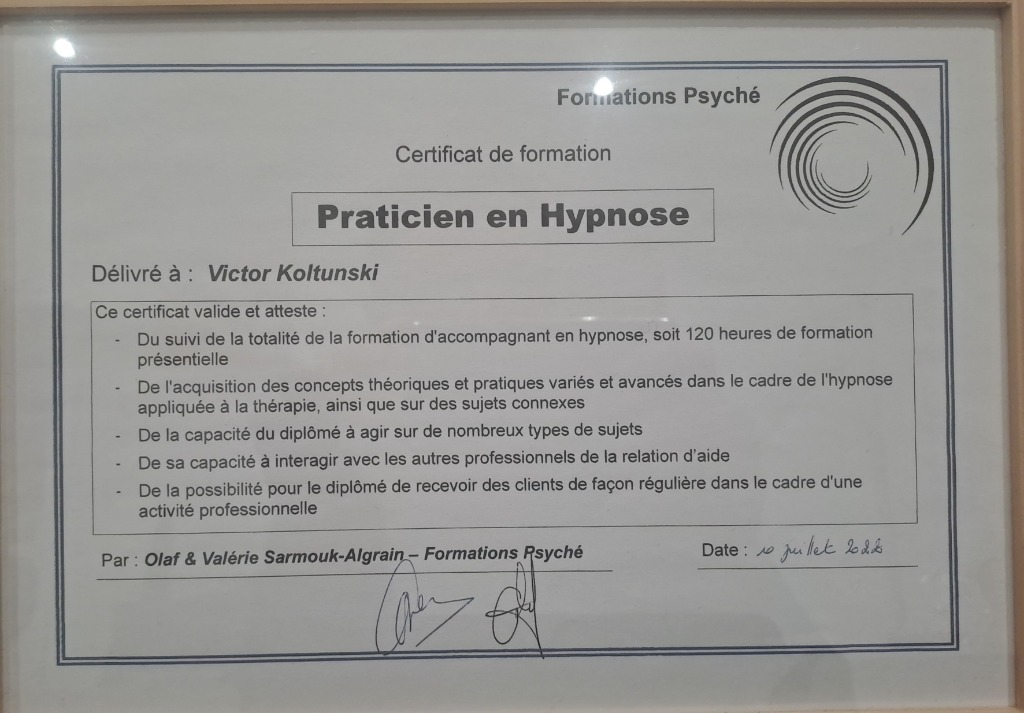 Formations Psyché
Certificat de formation
Praticien en Hypnose
Délivré à : Victor Koltunski
Ce certificat valide et atteste :
- Du suivi de la totalité de la formation d'accompagnant en hypnose, soit 120 heures de formation
présentielle
- De l'acquisition des concepts théoriques et pratiques variés et avancés dans le cadre de l'hypnose
appliquée à la thérapie, ainsi que sur des sujets connexes
- De la capacité du diplômé à agir sur de nombreux types de sujets
- De sa capacité à interagir avec les autres professionnels de la relation d'aide
- De la possibilité pour le diplômé de recevoir des clients de façon régulière dans le cadre d'une
activité professionnelle
Par : Olaf & Valérie Sarmouk-Algrain – Formations Psyché
Date : 10 juillet